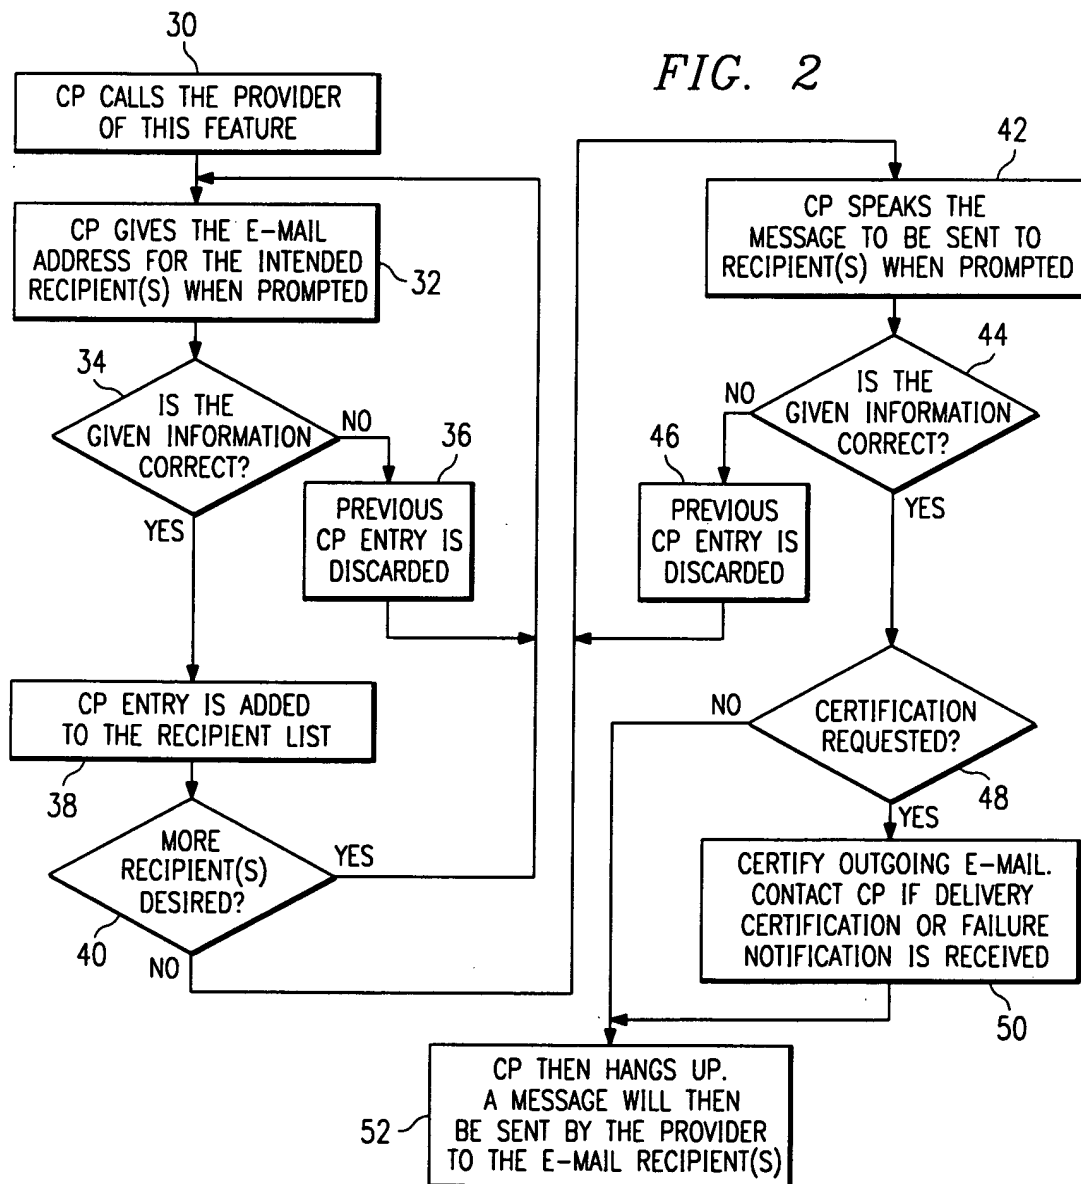 FIG. 2
30
CP CALLS THE PROVIDER
OF THIS FEATURE
CP GIVES THE E-MAIL
ADDRESS FOR THE INTENDED
RECIPIENT(S) WHEN PROMPTED
32
34
IS THE
GIVEN INFORMATION
CORRECT?
NO
YES
36
PREVIOUS
CP ENTRY IS
DISCARDED
CP ENTRY IS ADDED
TO THE RECIPIENT LIST
38
MORE
RECIPIENT(S)
DESIRED?
YES
40
NO
42
CP SPEAKS THE
MESSAGE TO BE SENT TO
RECIPIENT(S) WHEN PROMPTED
44
IS THE
GIVEN INFORMATION
CORRECT?
NO
YES
46
PREVIOUS
CP ENTRY IS
DISCARDED
NO
CERTIFICATION
REQUESTED?
48
YES
CERTIFY OUTGOING E-MAIL.
CONTACT CP IF DELIVERY
CERTIFICATION OR FAILURE
NOTIFICATION IS RECEIVED
50
CP THEN HANGS UP.
A MESSAGE WILL THEN
BE SENT BY THE PROVIDER
TO THE E-MAIL RECIPIENT(S)
52